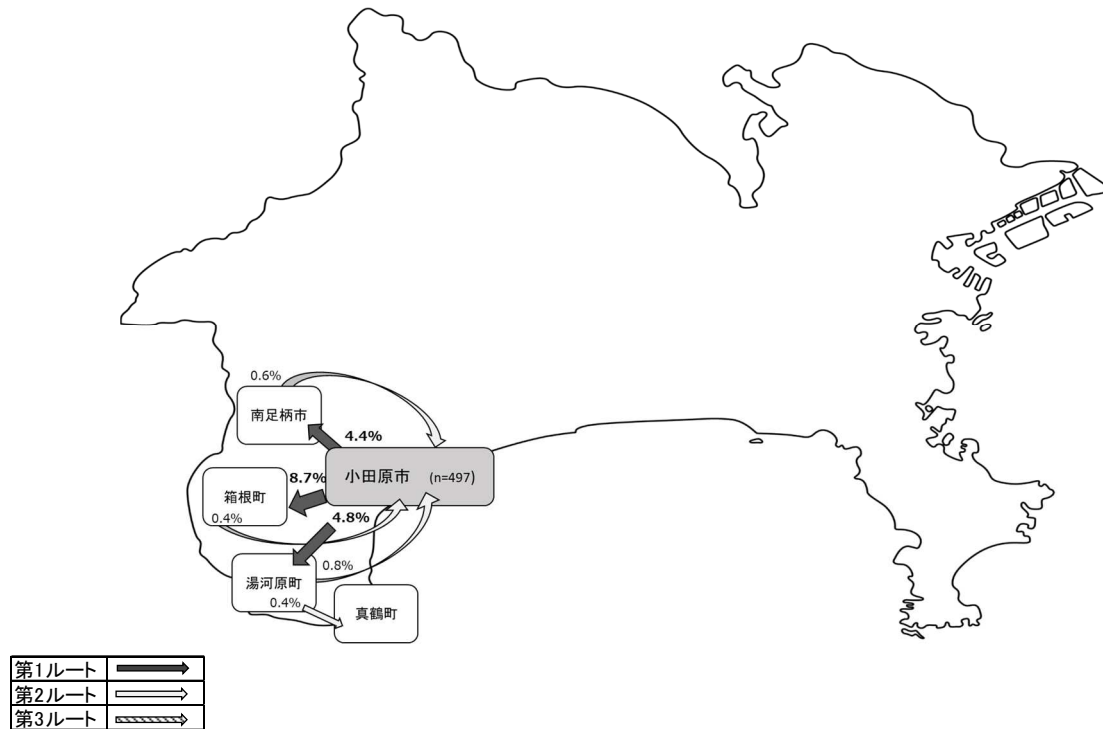 0.6%
南足柄市
4.4%
小田原市 (n=497)
8.7%
箱根町
0.4%
4.8%
0.8%
湯河原町
0.4%
真鶴町
第1ルート
第2ルート
第3ルート